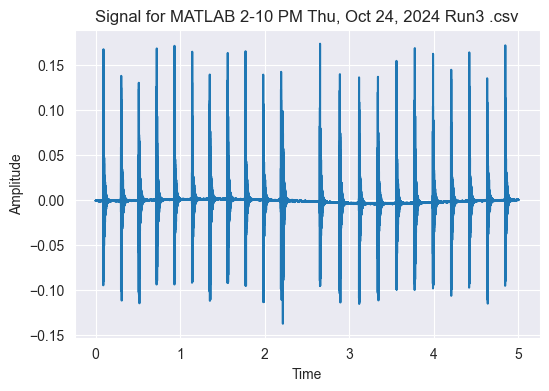 Signal for MATLAB 2-10 PM Thu, Oct 24, 2024 Run3 .csv
0.15
0.10
0.05
0.00
−0.05
−0.10
−0.15
Amplitude
0 1 2 3 4 5
Time